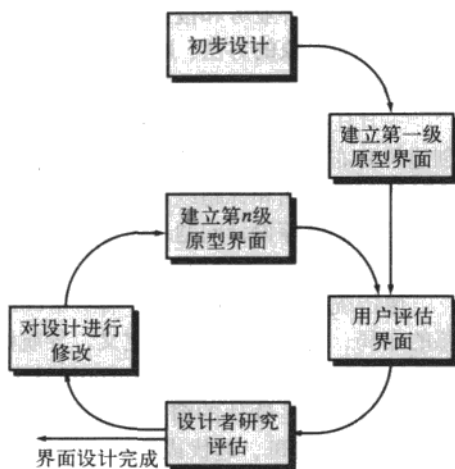 初步设计
建立第一级
原型界面
建立第n级
原型界面
对设计进行
修改
用户评估
界面
设计者研究
评估
界面设计完成